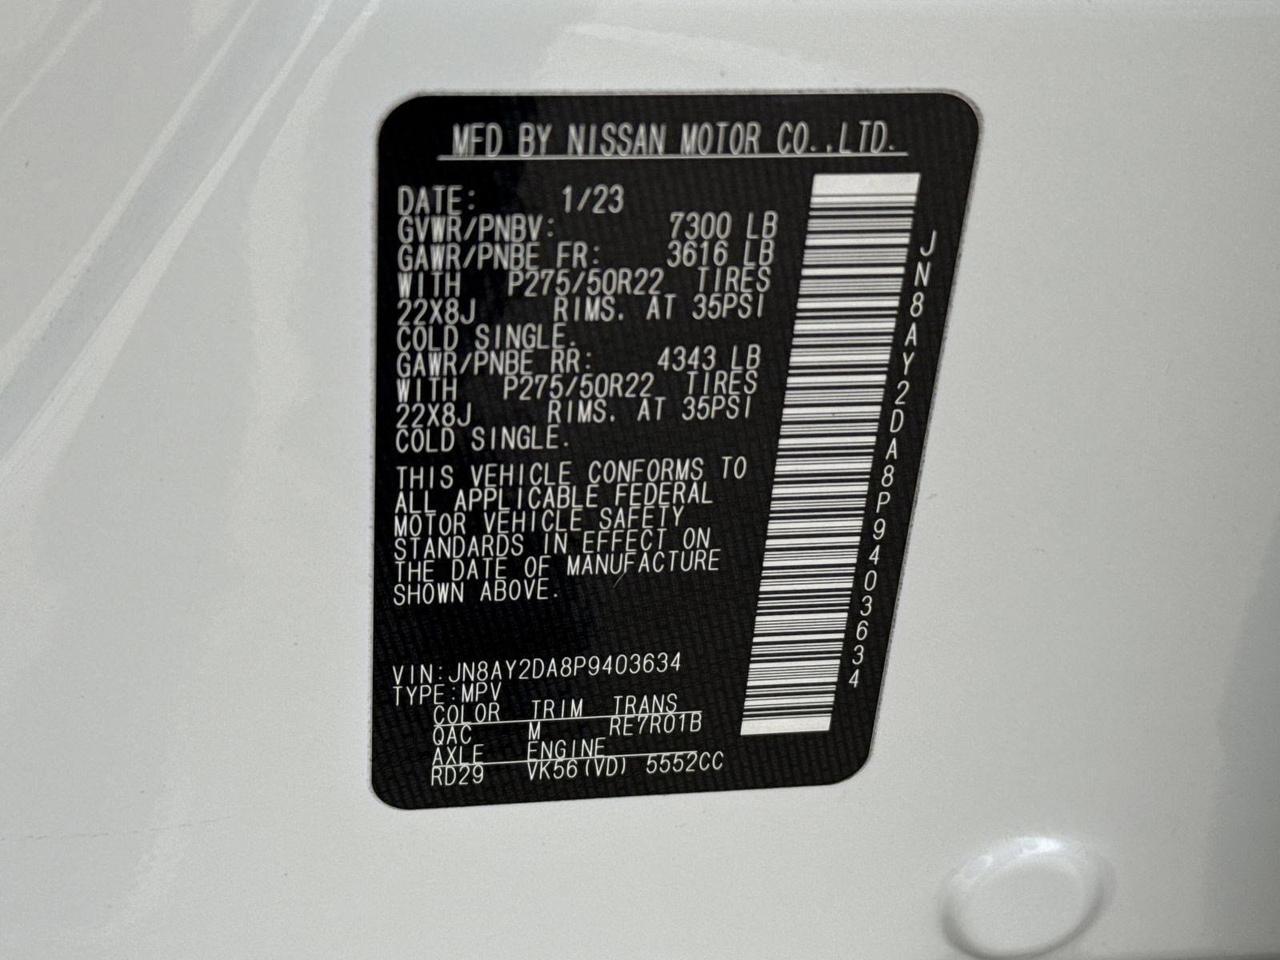 MFD BY NISSAN MOTOR CO.,LTD.
DATE: 1/23
GVWR/PNBV: 7300 LB
GAWR/PNBE FR: 3616 LB
WITH P275/50R22 TIRES
22X8J RIMS. AT 35PSI
COLD SINGLE.
GAWR/PNBE RR: 4343 LB
WITH P275/50R22 TIRES
22X8J RIMS. AT 35PSI
COLD SINGLE.
THIS VEHICLE CONFORMS TO
ALL APPLICABLE FEDERAL
MOTOR VEHICLE SAFETY
STANDARDS IN EFFECT ON
THE DATE OF MANUFACTURE
SHOWN ABOVE.
VIN:JN8AY2DA8P9403634
TYPE:MPV
COLOR TRIM TRANS
QAC M RE7R01B
AXLE ENGINE
RD29 VK56(VD) 5552CC
JN8AY2DA8P9403634